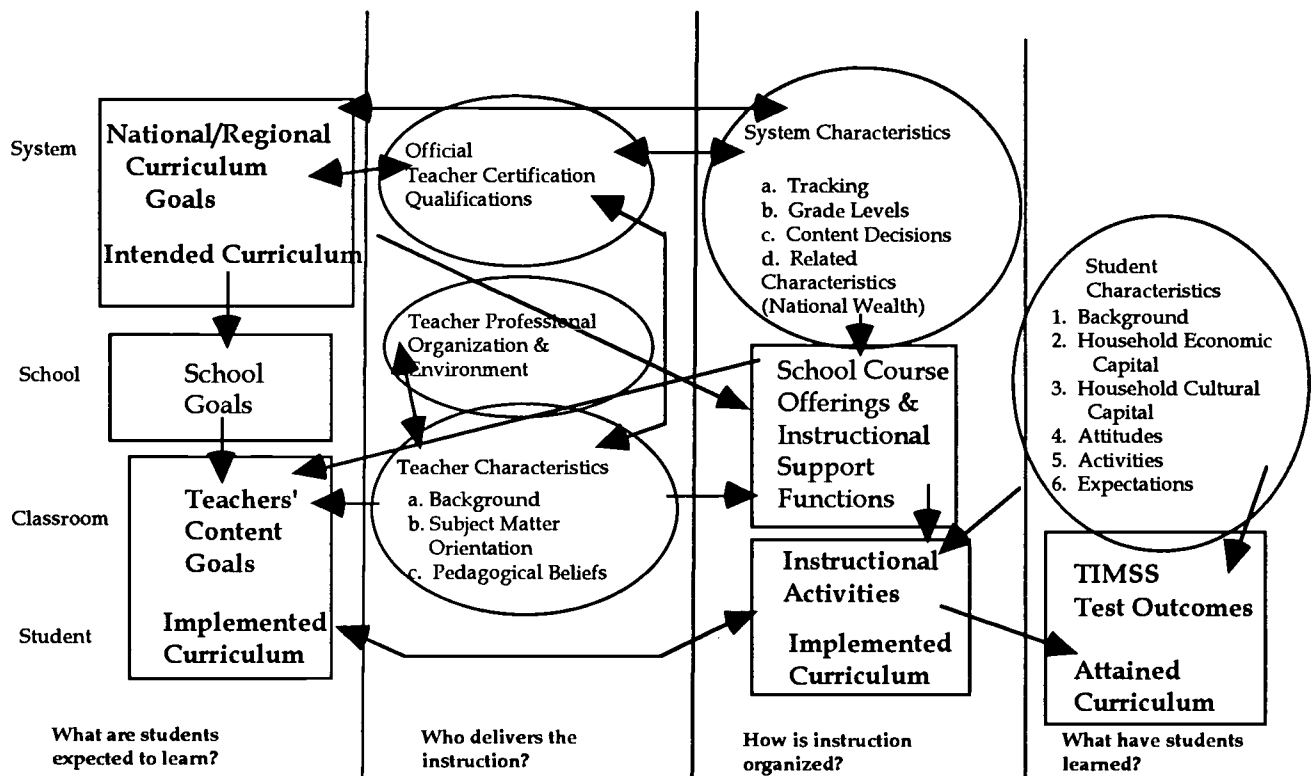 System
School
Classroom
Student
National/Regional
Curriculum
Goals
Intended Curriculum
School
Goals
Teachers'
Content
Goals
Implemented
Curriculum
What are students
expected to learn?
Official
Teacher Certification
Qualifications
Teacher Professional
Organization &
Environment
Teacher Characteristics
a. Background
b. Subject Matter
Orientation
c. Pedagogical Beliefs
Who delivers the
instruction?
System Characteristics
a. Tracking
b. Grade Levels
c. Content Decisions
d. Related
Characteristics
(National Wealth)
School Course
Offerings &
Instructional
Support
Functions
Instructional
Activities
Implemented
Curriculum
How is instruction
organized?
Student
Characteristics
1. Background
2. Household Economic
Capital
3. Household Cultural
Capital
4. Attitudes
5. Activities
6. Expectations
TIMSS
Test Outcomes
Attained
Curriculum
What have students
learned?